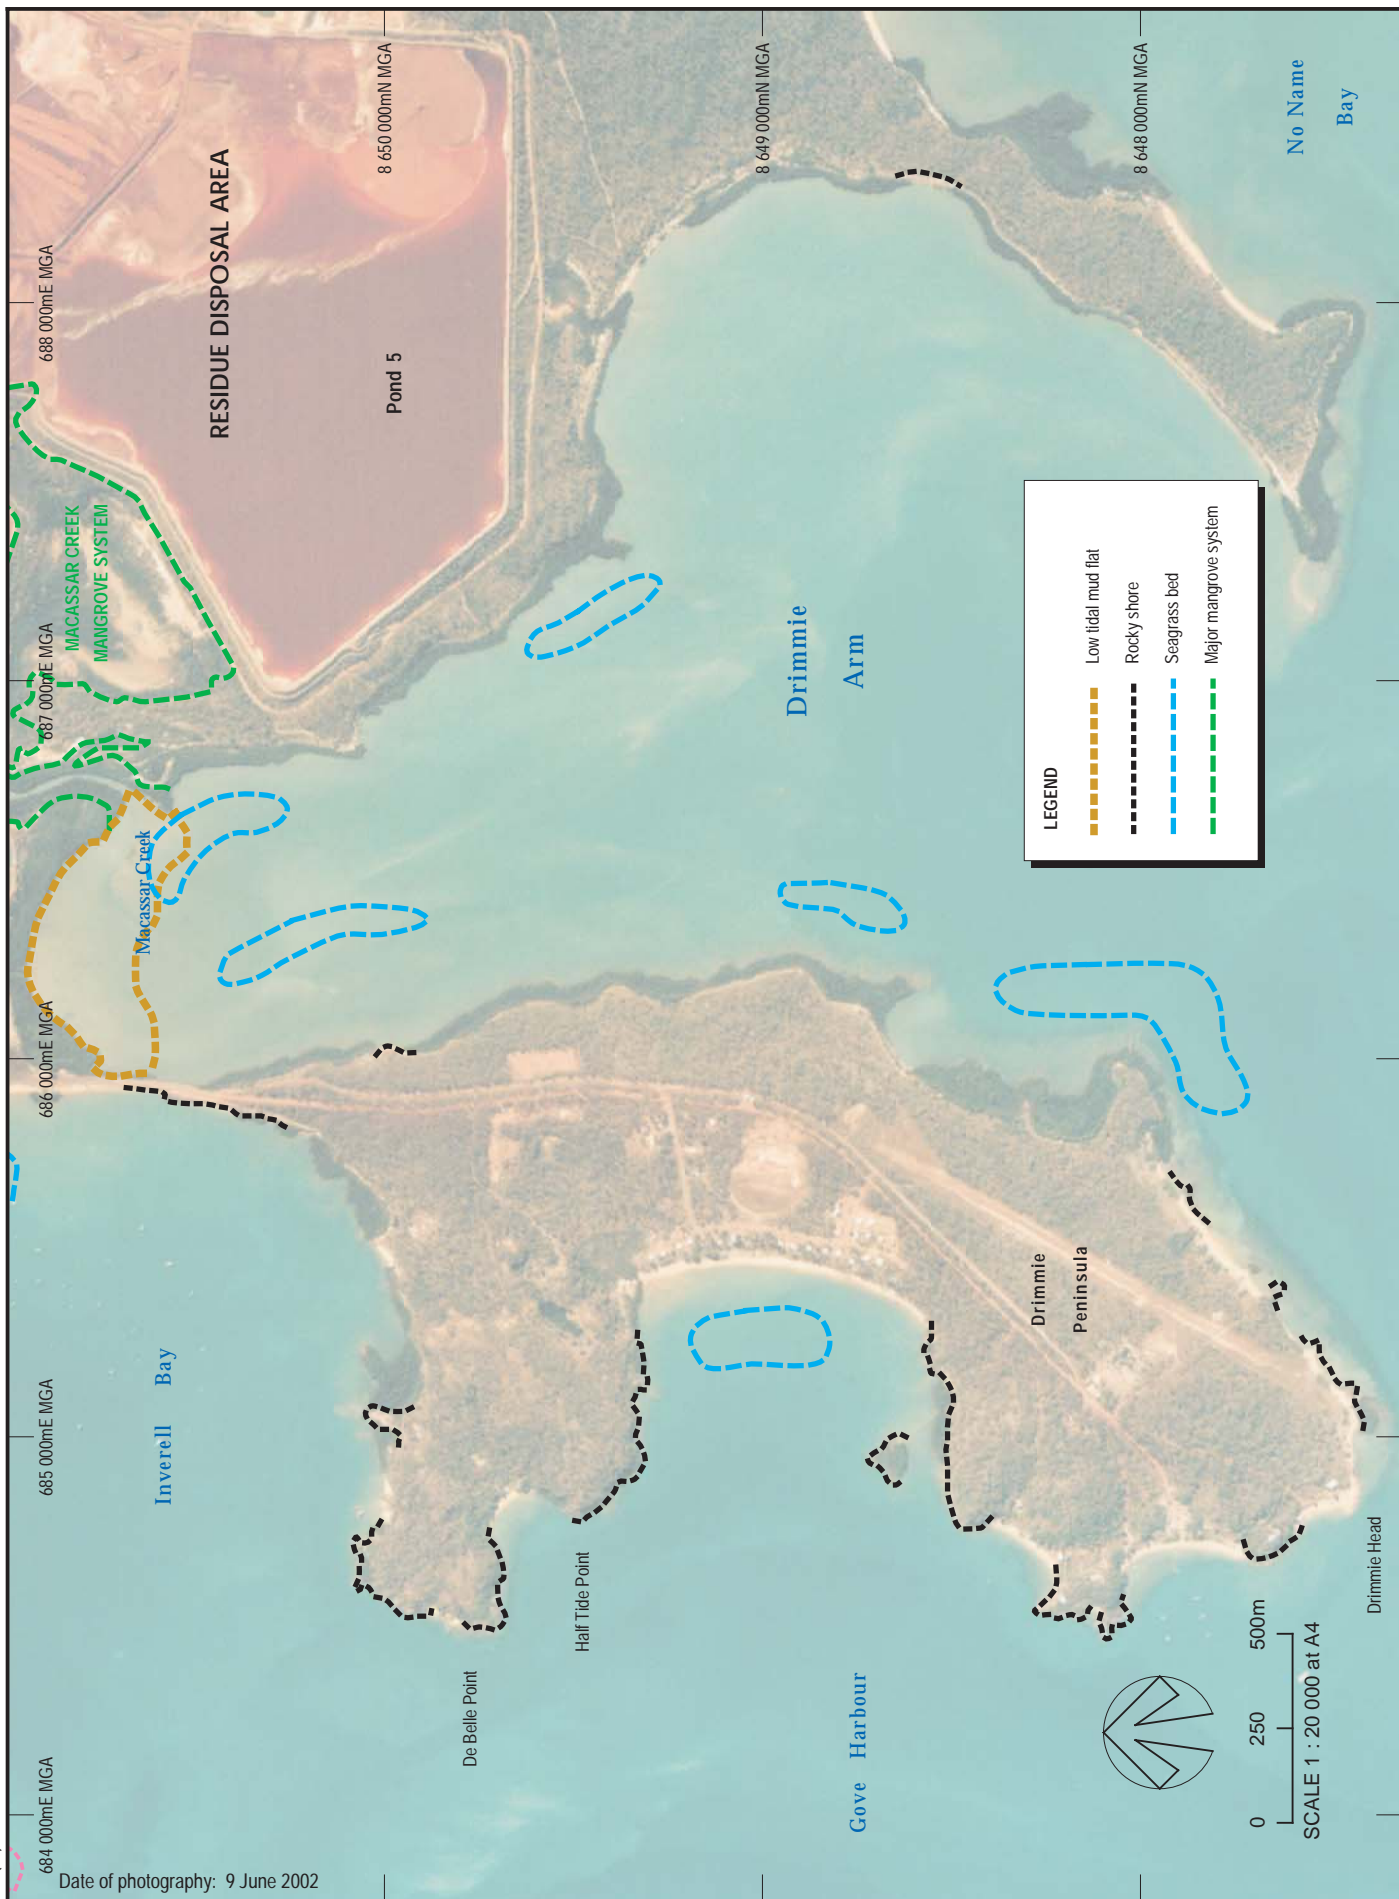 684 000mE MGA
685 000mE MGA
686 000mE MGA
687 000mE MGA
688 000mE MGA
MACASSAR CREEK
MANGROVE SYSTEM
Macassar Creek
Inverell Bay
RESIDUE DISPOSAL AREA
Pond 5
8 650 000mN MGA
De Belle Point
Half Tide Point
8 649 000mN MGA
Drimmie
Arm
Gove Harbour
Drimmie
Peninsula
8 648 000mN MGA
No Name
Bay
LEGEND
Low tidal mud flat
Rocky shore
Seagrass bed
Major mangrove system
0 250 500m
SCALE 1 : 20 000 at A4
Drimmie Head
Date of photography: 9 June 2002